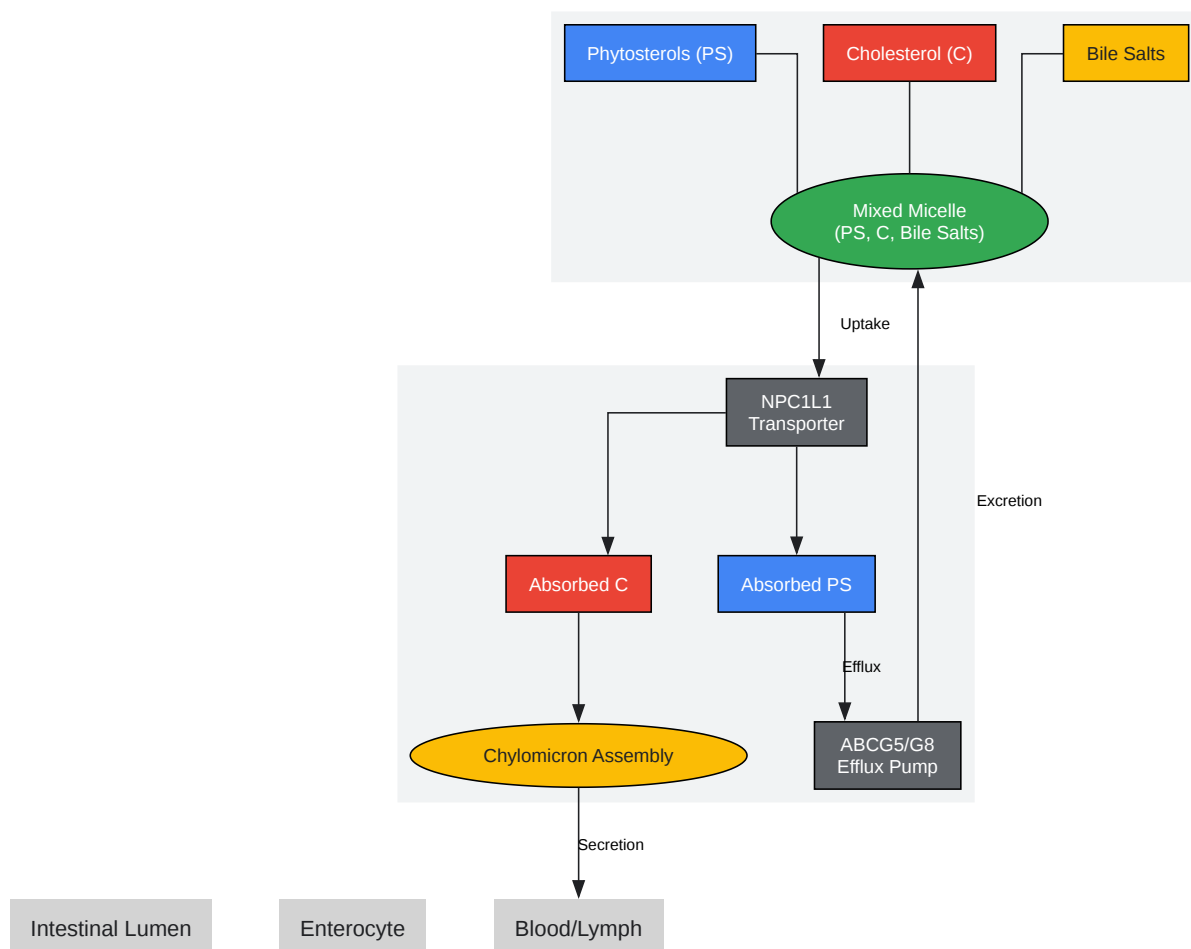 Phytosterols (PS)
Cholesterol (C)
Bile Salts
Mixed Micelle
(PS, C, Bile Salts)
Uptake
NPC1L1
Transporter
Excretion
Absorbed C
Absorbed PS
Efflux
Chylomicron Assembly
ABCG5/G8
Efflux Pump
Secretion
Intestinal Lumen
Enterocyte
Blood/Lymph